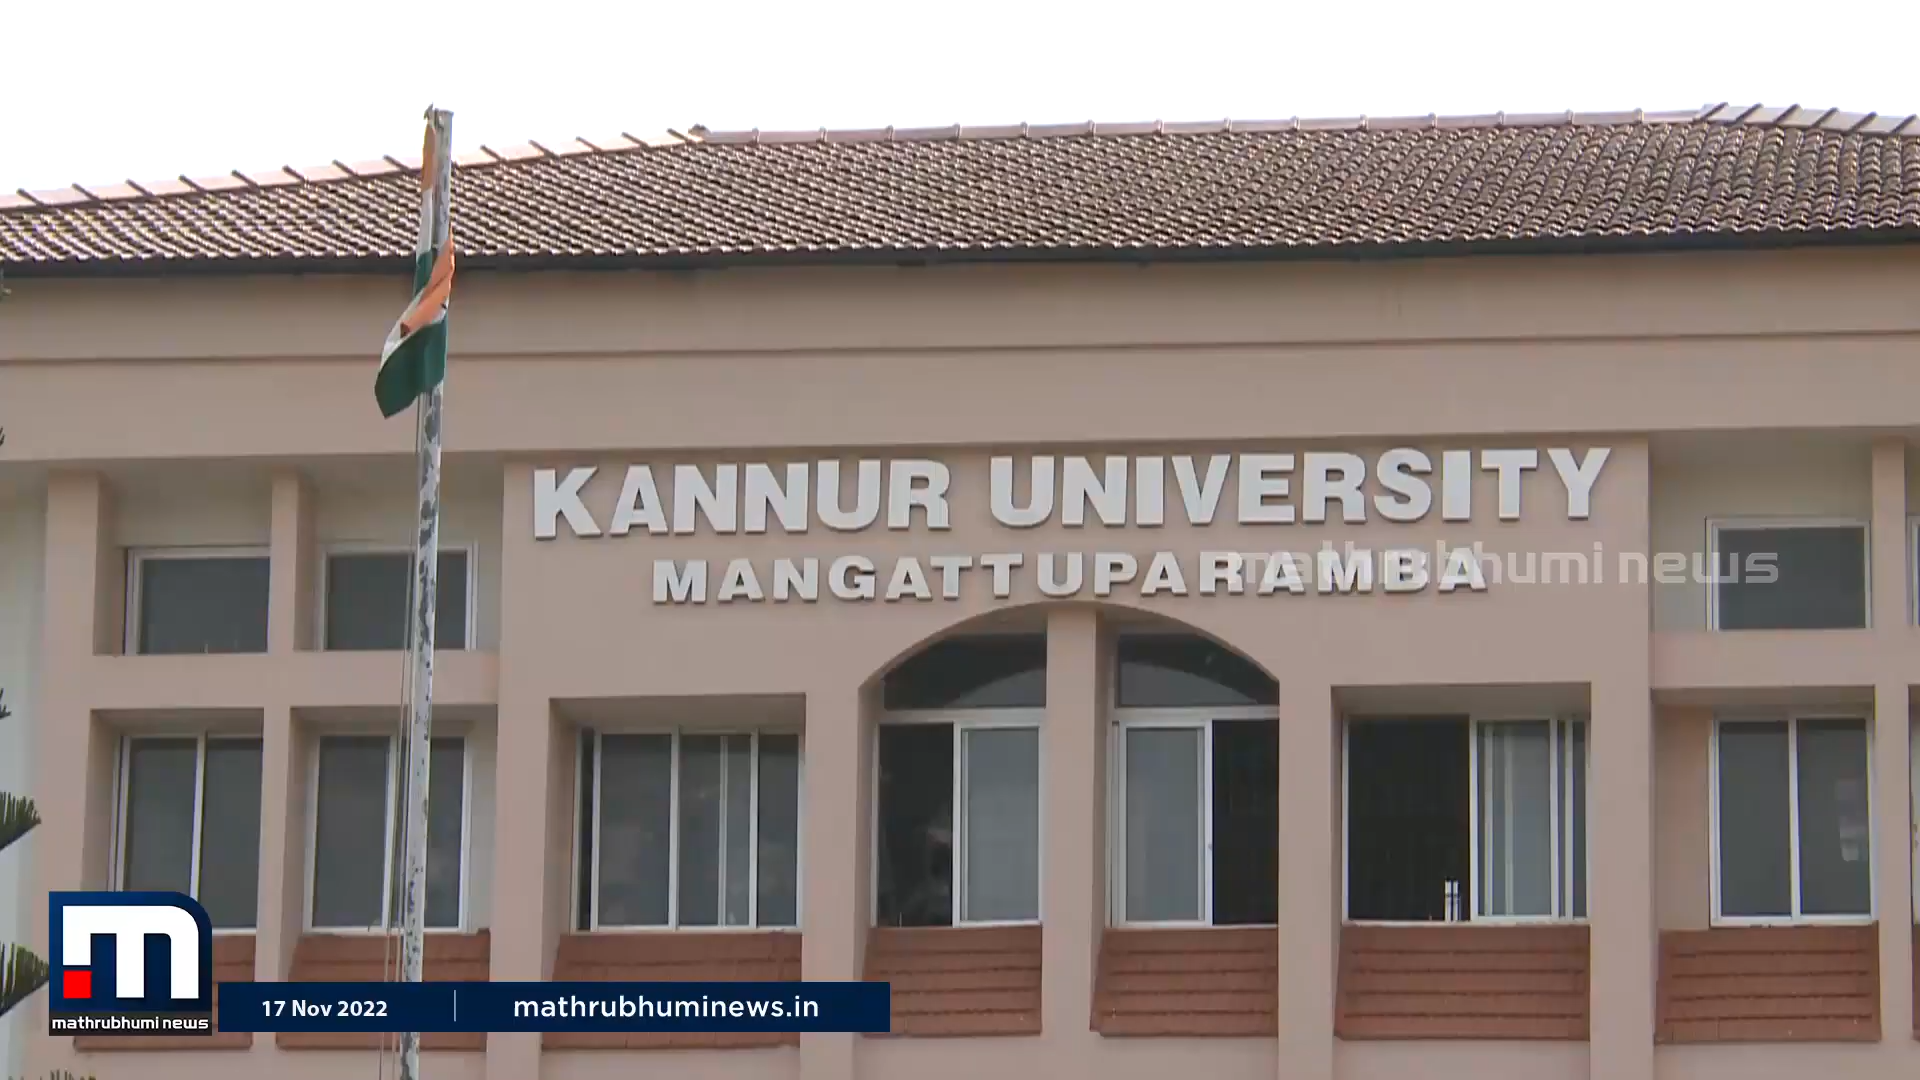 KANNUR UNIVERSITY
MANGATTUPARAMBA
mathrubhumi news
mathrubhumi news
17 Nov 2022
mathrubhuminews.in